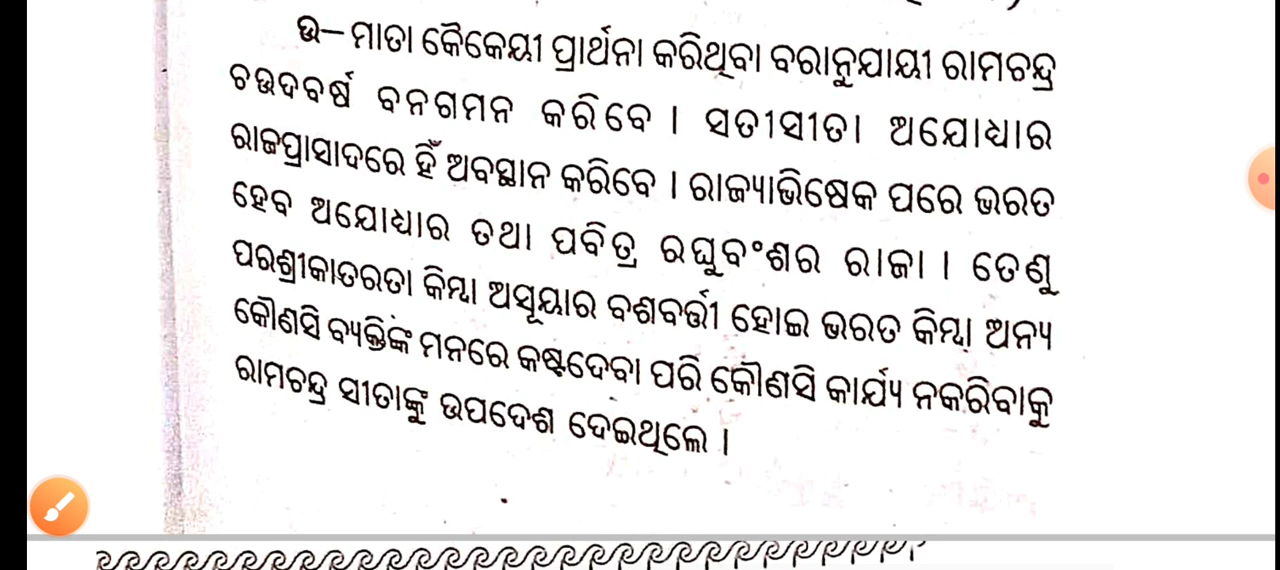 ଉ– ମାତା କୈକେୟୀ ପ୍ରାର୍ଥନା କରିଥିବା ବରାନୁଯାୟୀ ରାମଚନ୍ଦ୍ର
ଚଉଦବର୍ଷ ବନଗମନ କରିବେ । ସତୀସୀତା ଅଯୋଧ୍ୟାର
ରାଜପ୍ରାସାଦରେ ହିଁ ଅବସ୍ଥାନ କରିବେ । ରାଜ୍ୟାଭିଷେକ ପରେ ଭରତ
ହେବ ଅଯୋଧ୍ୟାର ତଥା ପବିତ୍ର ରଘୁବଂଶର ରାଜା । ତେଣୁ
ପରଶ୍ରୀକାତରତା କିମ୍ଵା ଅସୂୟାର ବଶବର୍ତ୍ତୀ ହୋଇ ଭରତ କିମ୍ଵା ଅନ୍ୟ
କୌଣସି ବ୍ୟକ୍ତିଙ୍କ ମନରେ କଷ୍ଟଦେବା ପରି କୌଣସି କାର୍ଯ୍ୟ ନକରିବାକୁ
ରାମଚନ୍ଦ୍ର ସୀତାଙ୍କୁ ଉପଦେଶ ଦେଇଥିଲେ ।